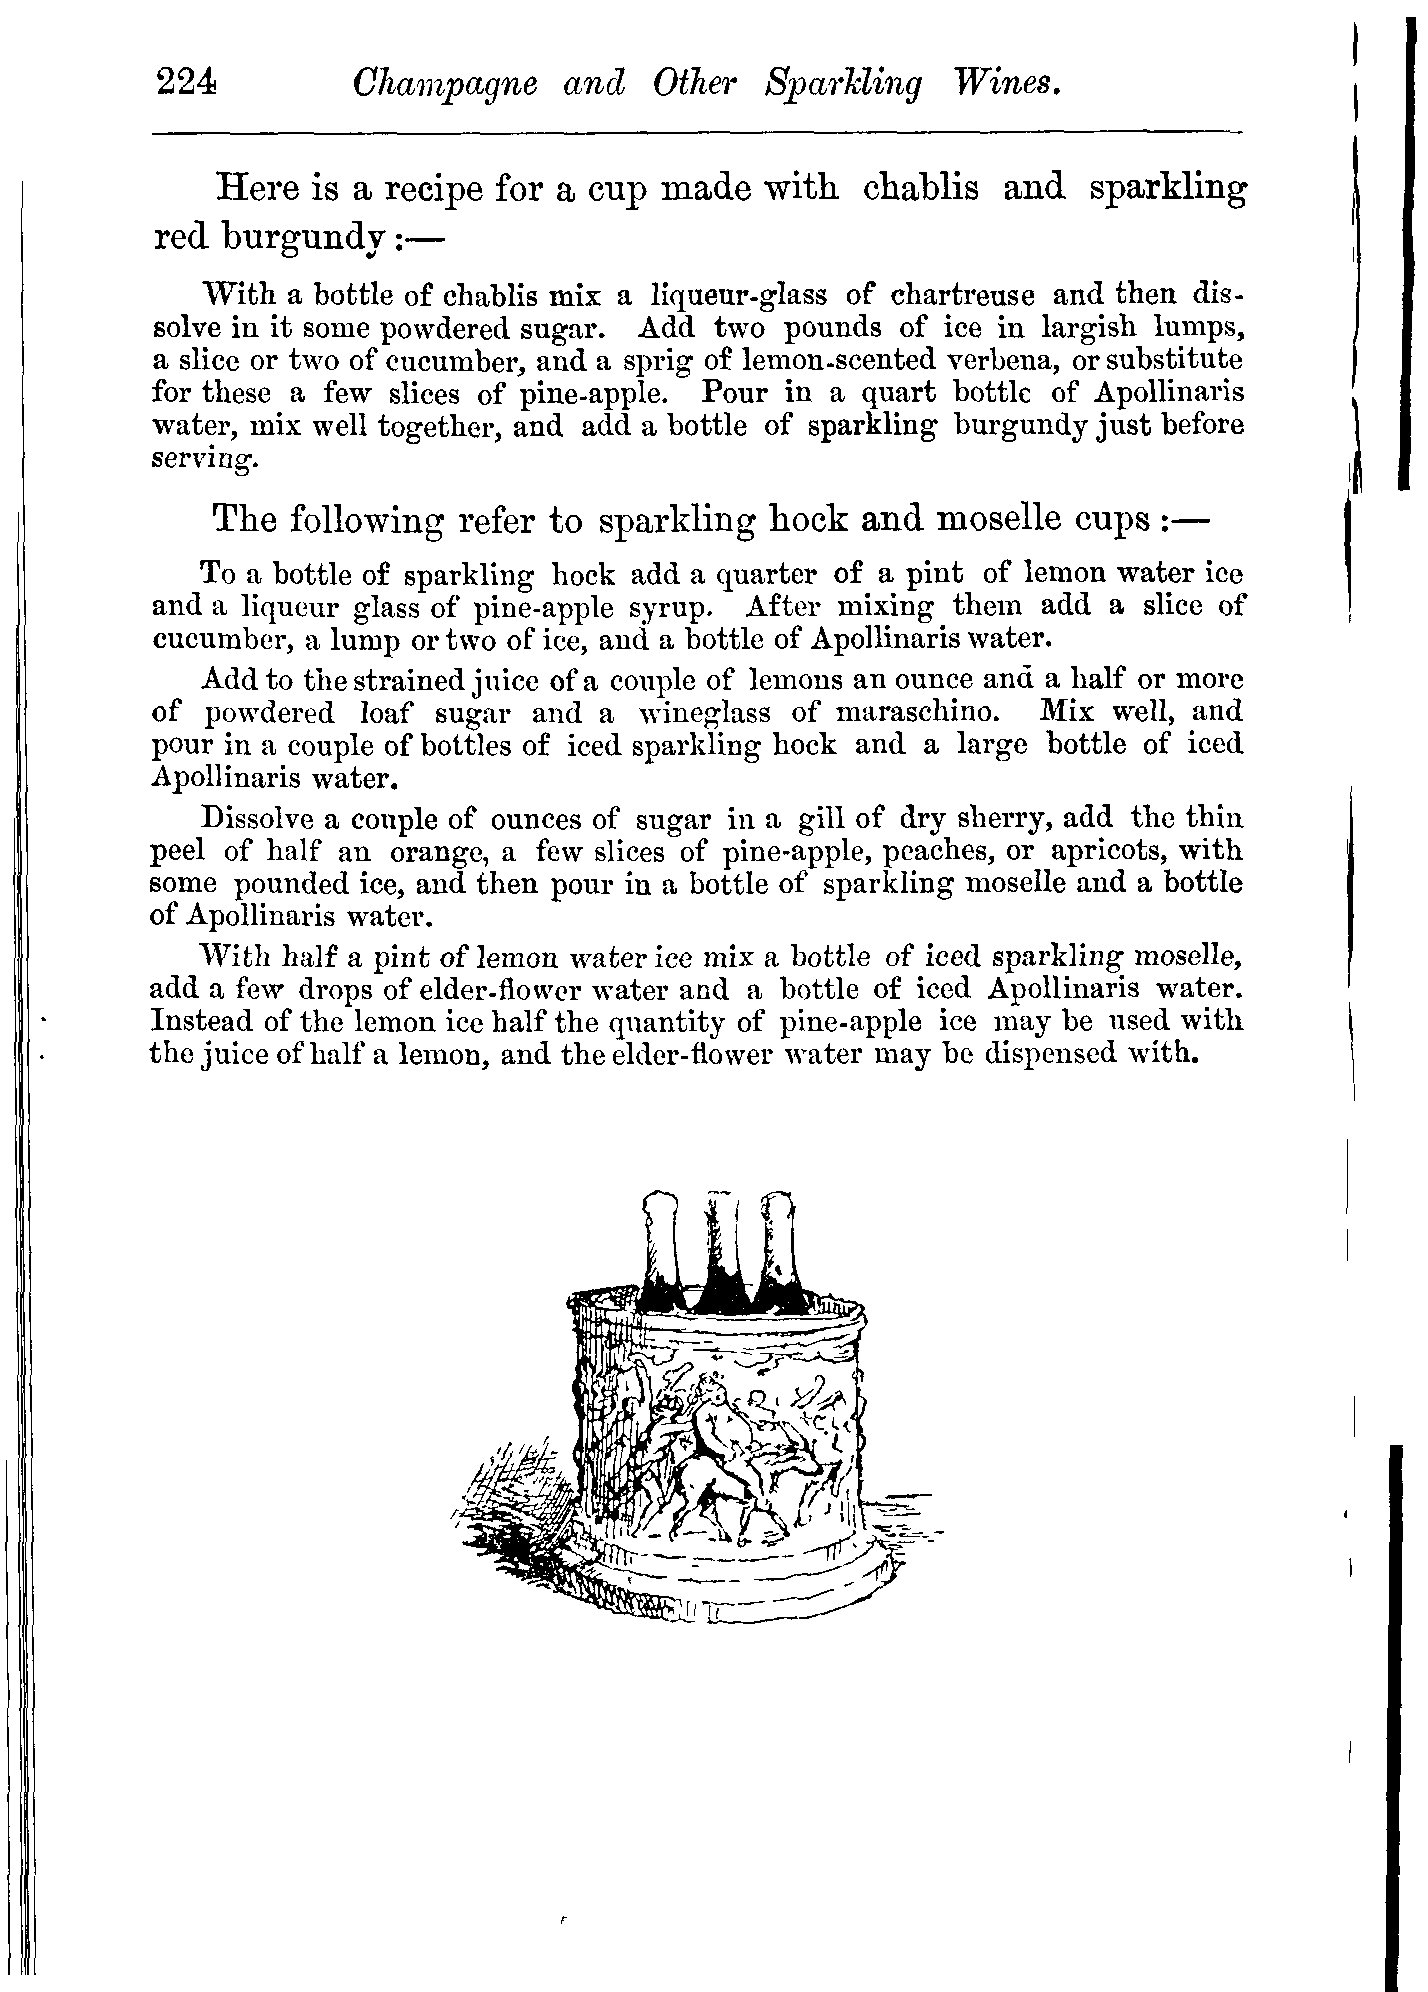 224 Champagne and Other Sparkling Wines.
Here is a recipe for a cup made with chablis and sparkling
red burgundy :—
With a bottle of chablis mix a liqueur-glass of chartreuse and then dis-
solve in it some powdered sugar. Add two pounds of ice in largish lumps,
a slice or two of cucumber, and a sprig of lemon-scented verbena, or substitute
for these a few slices of pine-apple. Pour in a quart bottle of Apollinaris
water, mix well together, and add a bottle of sparkling burgundy just before
serving.
The following refer to sparkling hock and moselle cups :—
To a bottle of sparkling hock add a quarter of a pint of lemon water ice
and a liqueur glass of pine-apple syrup. After mixing them add a slice of
cucumber, a lump or two of ice, and a bottle of Apollinaris water.
Add to the strained juice of a couple of lemons an ounce and a half or more
of powdered loaf sugar and a wineglass of maraschino. Mix well, and
pour in a couple of bottles of iced sparkling hock and a large bottle of iced
Apollinaris water.
Dissolve a couple of ounces of sugar in a gill of dry sherry, add the thin
peel of half an orange, a few slices of pine-apple, peaches, or apricots, with
some pounded ice, and then pour in a bottle of sparkling moselle and a bottle
of Apollinaris water.
With half a pint of lemon water ice mix a bottle of iced sparkling moselle,
add a few drops of elder-flower water and a bottle of iced Apollinaris water.
Instead of the lemon ice half the quantity of pine-apple ice may be used with
the juice of half a lemon, and the elder-flower water may be dispensed with.